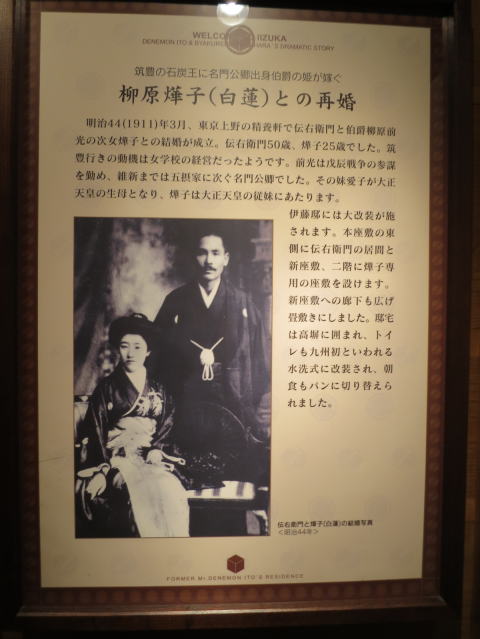 WELCO IIZUKA
DENEMON ITO & BYAKURE HARA'S DRAMATIC STORY
筑豊の石炭王に名門公卿出身伯爵の姫が嫁ぐ
柳原燁子(白蓮)との再婚
明治44(1911)年3月、東京上野の精養軒で伝右衛門と伯爵柳原前
光の次女燁子との結婚が成立。伝右衛門50歳、燁子25歳でした。筑
豊行きの動機は女学校の経営だったようです。前光は戊辰戦争の参謀
を勤め、維新までは五摂家に次ぐ名門公卿でした。その妹愛子が大正
天皇の生母となり、燁子は大正天皇の従妹にあたります。
伊藤邸には大改装が施
されます。本座敷の東
側に伝右衛門の居間と
新座敷、二階に燁子専
用の座敷を設けます。
新座敷への廊下も広げ
畳敷きにしました。邸宅
は高塀に囲まれ、トイ
レも九州初といわれる
水洗式に改装され、朝
食もパンに切り替えら
れました。
伝右衛門と燁子(白蓮)の結婚写真
＜明治44年＞
FORMER Mr DENEMON ITO'S RESIDENCE